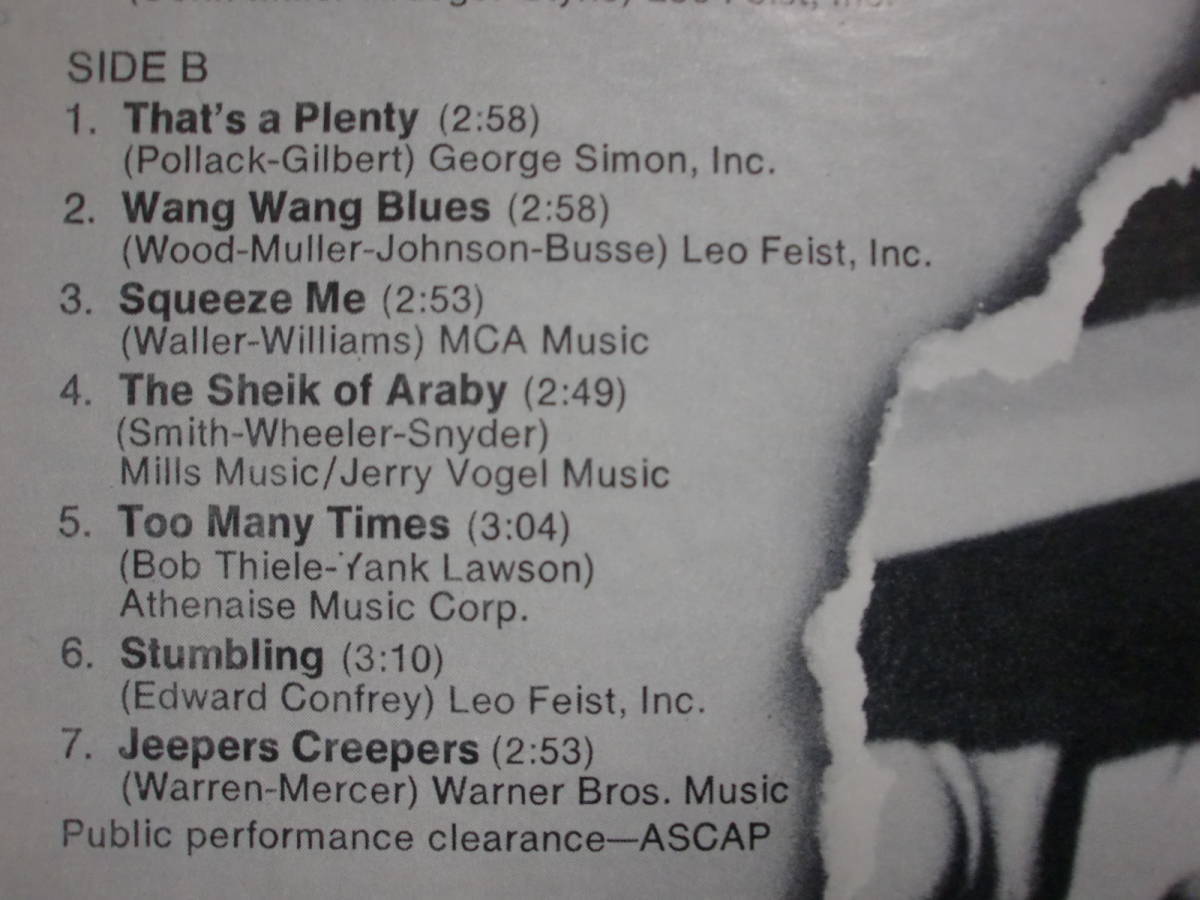 Leo Feist, Inc.
SIDE B
1. That's a Plenty (2:58)
(Pollack-Gilbert) George Simon, Inc.
2. Wang Wang Blues (2:58)
(Wood-Muller-Johnson-Busse) Leo Feist, Inc.
3. Squeeze Me (2:53)
(Waller-Williams) MCA Music
4. The Sheik of Araby (2:49)
(Smith-Wheeler-Snyder)
Mills Music/Jerry Vogel Music
5. Too Many Times (3:04)
(Bob Thiele-Yank Lawson)
Athenaise Music Corp.
6. Stumbling (3:10)
(Edward Confrey) Leo Feist, Inc.
7. Jeepers Creepers (2:53)
(Warren-Mercer) Warner Bros. Music
Public performance clearance—ASCAP